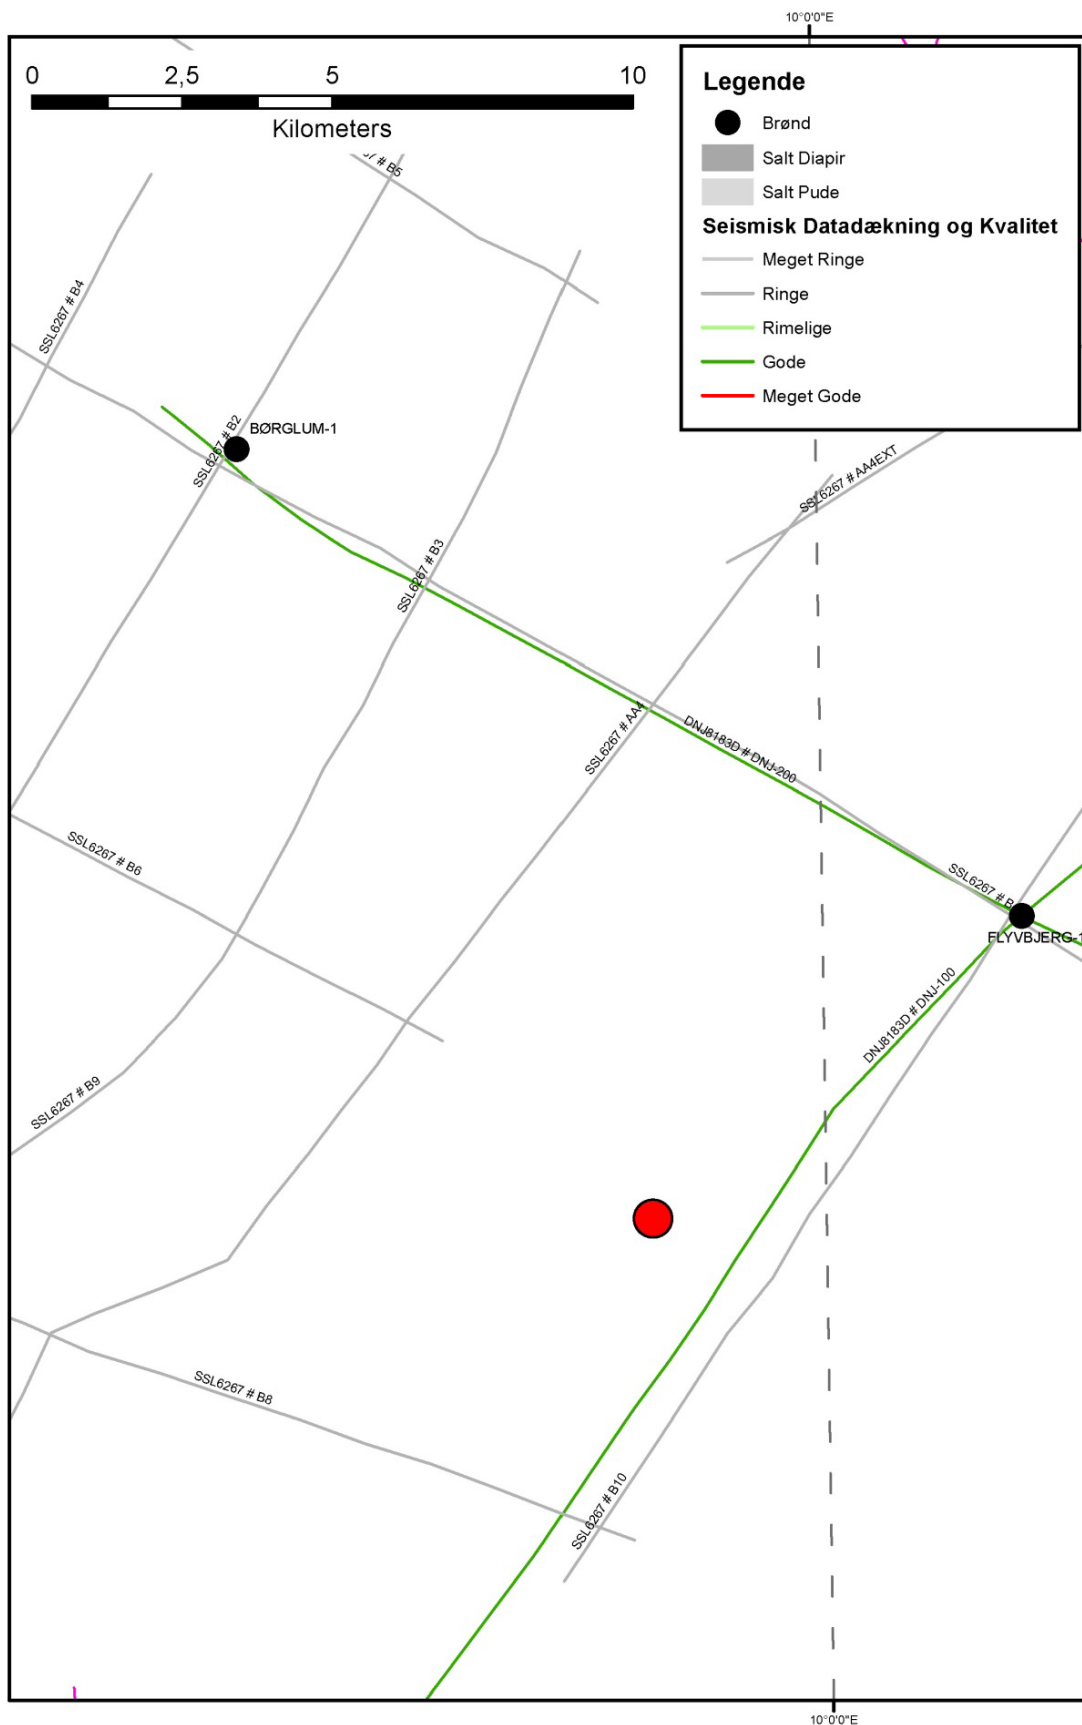 10°0'0"E
0 2,5 5 10
Kilometers
Legende
Brønd
Salt Diapir
Salt Pude
Seismisk Datadækning og Kvalitet
Meget Ringe
Ringe
Rimelige
Gode
Meget Gode
# B5
SSL6267 # B4
BØRGLUM-1
SSL6267 # B2
SSL6267 # AA4EXT
SSL6267 # B3
SSL6267 # AA4
DNJ8183D # DNJ-200
SSL6267 # B6
SSL6267 # B
FLYVBJERG-1
DNJ8183D # DNJ-100
SSL6267 # B9
SSL6267 # B8
SSL6267 # B10
10°0'0"E